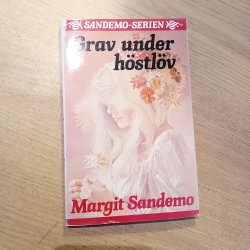 SANDEMO-SERIEN
Grav under
höstlöv
Margit Sandemo